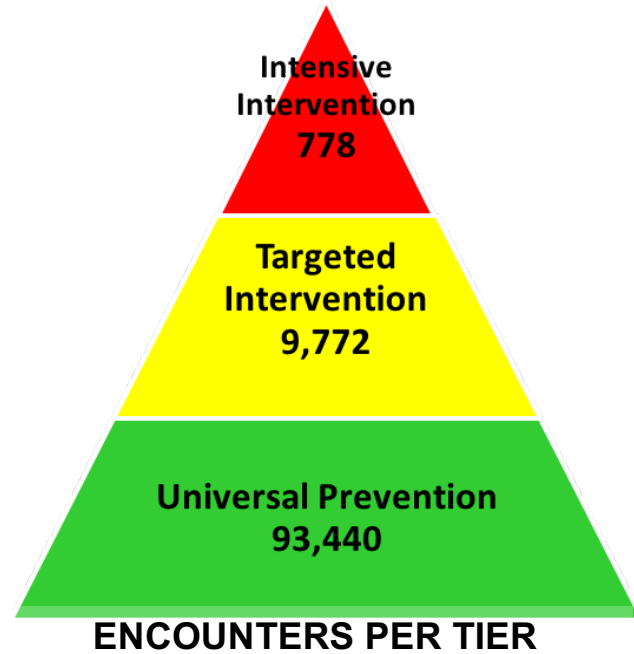 Intensive
Intervention
778
Targeted
Intervention
9,772
Universal Prevention
93,440
ENCOUNTERS PER TIER